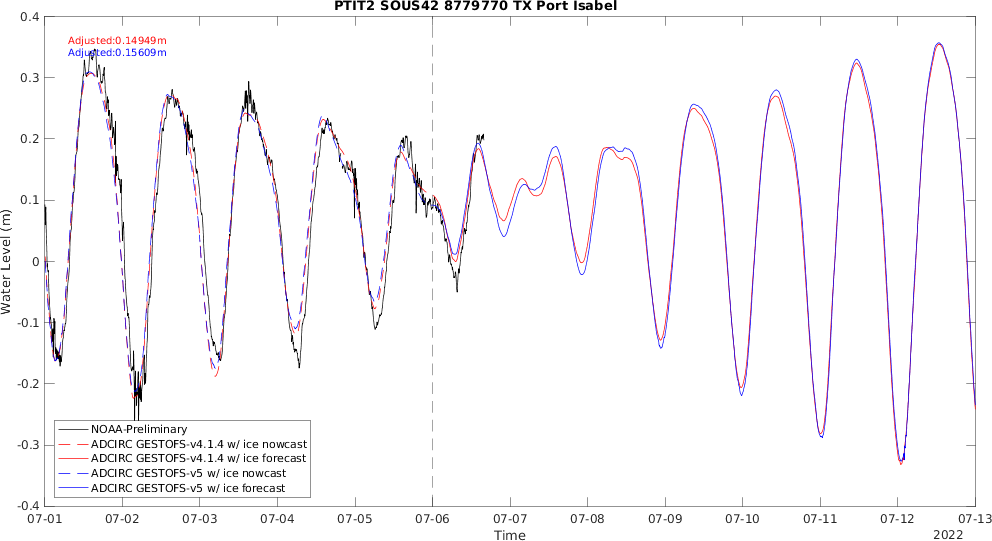 PTIT2 SOUS42 8779770 TX Port Isabel
Adjusted:0.14949m
Adjusted:0.15609m
0.4
0.3
0.2
0.1
0
-0.1
-0.2
-0.3
-0.4
Water Level (m)
NOAA-Preliminary
ADCIRC GESTOFS-v4.1.4 w/ ice nowcast
ADCIRC GESTOFS-v4.1.4 w/ ice forecast
ADCIRC GESTOFS-v5 w/ ice nowcast
ADCIRC GESTOFS-v5 w/ ice forecast
07-01 07-02 07-03 07-04 07-05 07-06 07-07 07-08 07-09 07-10 07-11 07-12 07-13
Time
2022